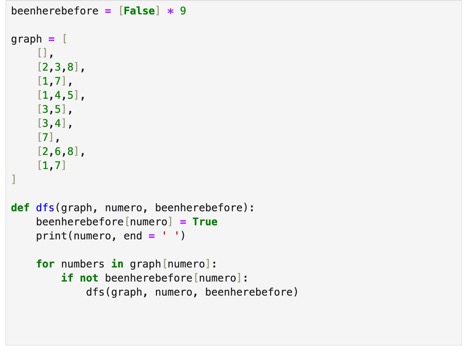 beenherebefore = [False] * 9
graph = [
[],
[2,3,8],
[1,7],
[1,4,5],
[3,5],
[3,4],
[7],
[2,6,8],
[1,7]
]
def dfs(graph, numero, beenherebefore):
beenherebefore[numero] = True
print(numero, end = ' ')
for numbers in graph[numero]:
if not beenherebefore[numero]:
dfs(graph, numero, beenherebefore)